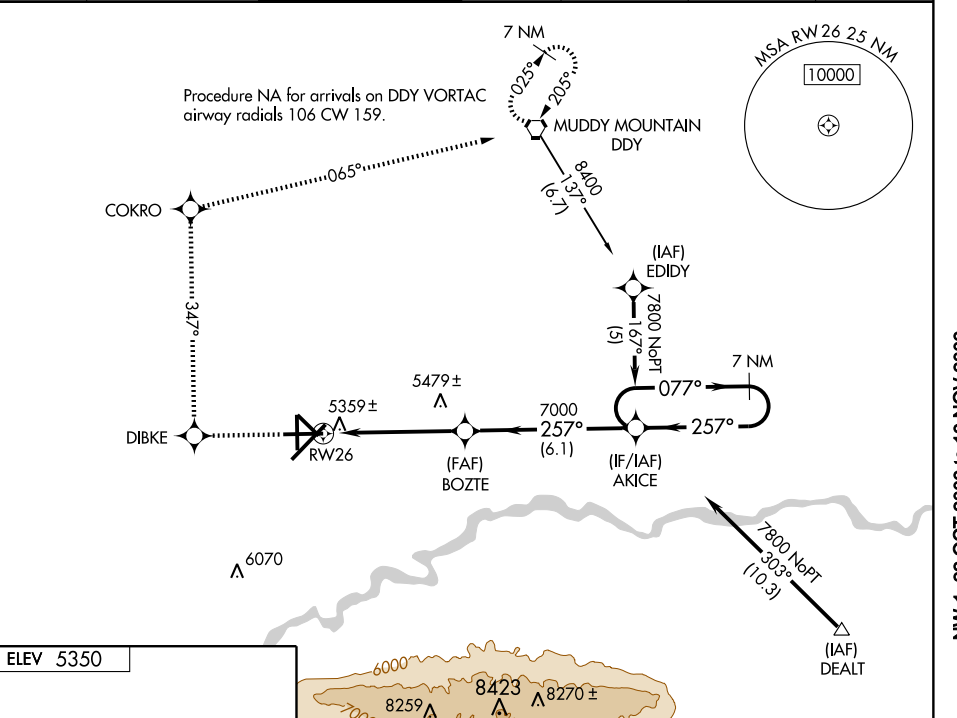 7 NM
025°
205°
MSA RW 26 25 NM
10000
Procedure NA for arrivals on DDY VORTAC
airway radials 106 CW 159.
MUDDY MOUNTAIN
DDY
065°
8400
137°
(6.7)
COKRO
(IAF)
EDIDY
347°
7800 NoPT
167°
(5)
7 NM
077°
5479 ±
5359 ±
7000
257°
(6.1)
257°
DIBKE
RW26
(FAF)
BOZTE
(IF/IAF)
AKICE
7800 NoPT
303°
(10.3)
6070
(IAF)
DEALT
ELEV 5350
6000
8423
8270 ±
8259
7000